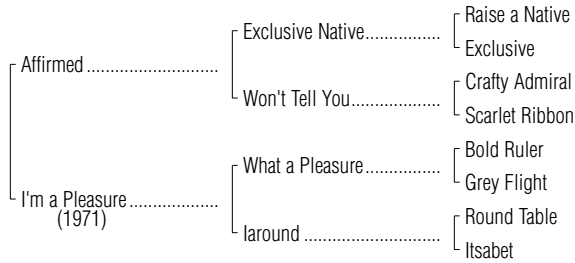 Raise a Native
Exclusive Native.................
Exclusive
Affirmed.............................
Crafty Admiral
Won't Tell You....................
Scarlet Ribbon
Bold Ruler
What a Pleasure.................
Grey Flight
I'm a Pleasure....................
(1971)
Round Table
Iaround ..............................
Itsabet